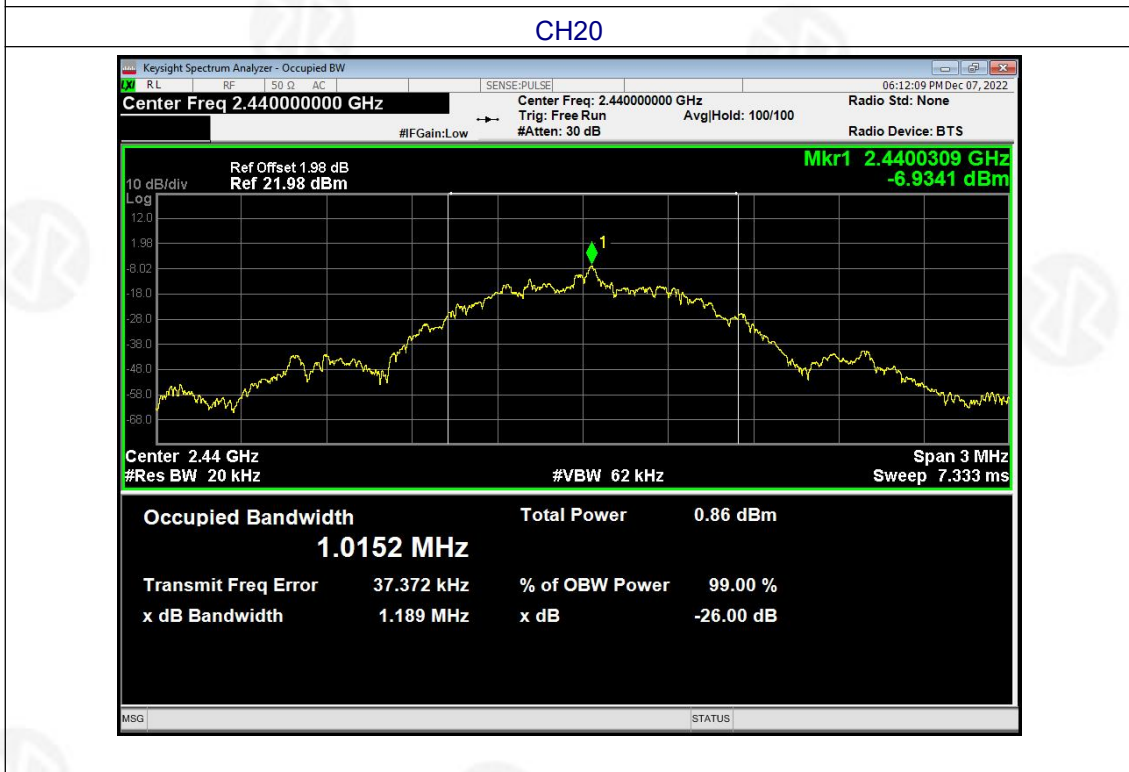 CH20
Keysight Spectrum Analyzer - Occupied BW
LXI RL RF 50 Ω AC SENSE:PULSE 06:12:09 PM Dec 07, 2022
Center Freq 2.440000000 GHz Center Freq: 2.440000000 GHz Radio Std: None
Trig: Free Run Avg|Hold: 100/100
#IFGain:Low #Atten: 30 dB Radio Device: BTS
Mkr1 2.4400309 GHz
Ref Offset 1.98 dB
10 dB/div Ref 21.98 dBm -6.9341 dBm
Log
12.0
1
1.98
-8.02
-18.0
-28.0
-38.0
-48.0
-58.0
-68.0
Center 2.44 GHz Span 3 MHz
#Res BW 20 kHz #VBW 62 kHz Sweep 7.333 ms
Occupied Bandwidth Total Power 0.86 dBm
1.0152 MHz
Transmit Freq Error 37.372 kHz % of OBW Power 99.00 %
x dB Bandwidth 1.189 MHz x dB -26.00 dB
MSG STATUS